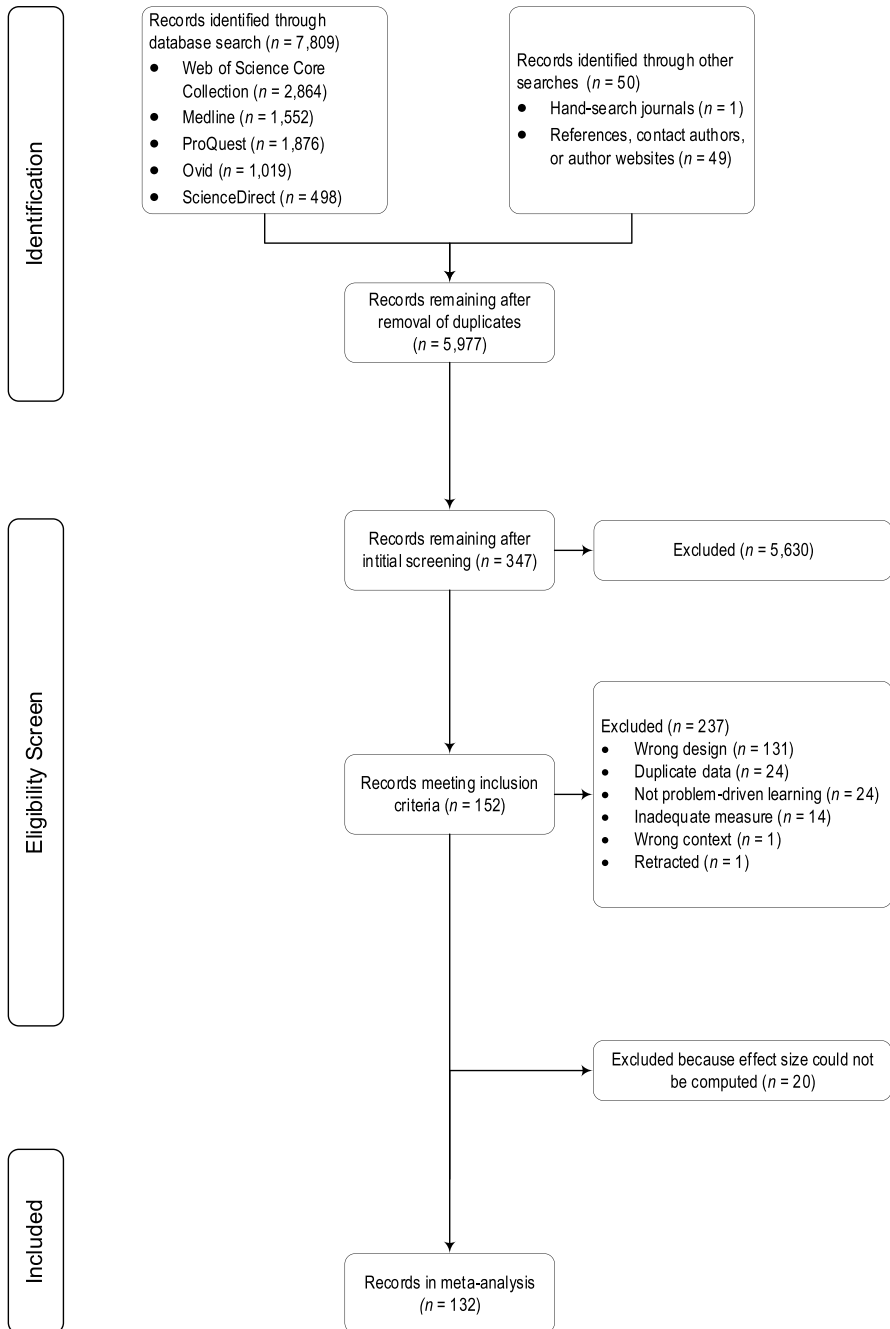 Identification
Records identified through
database search (n = 7,809)
● Web of Science Core
Collection (n = 2,864)
● Medline (n = 1,552)
● ProQuest (n = 1,876)
● Ovid (n = 1,019)
● ScienceDirect (n = 498)
Records identified through other
searches (n = 50)
● Hand-search journals (n = 1)
● References, contact authors,
or author websites (n = 49)
Records remaining after
removal of duplicates
(n = 5,977)
Eligibility Screen
Records remaining after
intitial screening (n = 347)
Excluded (n = 5,630)
Records meeting inclusion
criteria (n = 152)
Excluded (n = 237)
● Wrong design (n = 131)
● Duplicate data (n = 24)
● Not problem-driven learning (n = 24)
● Inadequate measure (n = 14)
● Wrong context (n = 1)
● Retracted (n = 1)
Excluded because effect size could not
be computed (n = 20)
Included
Records in meta-analysis
(n = 132)